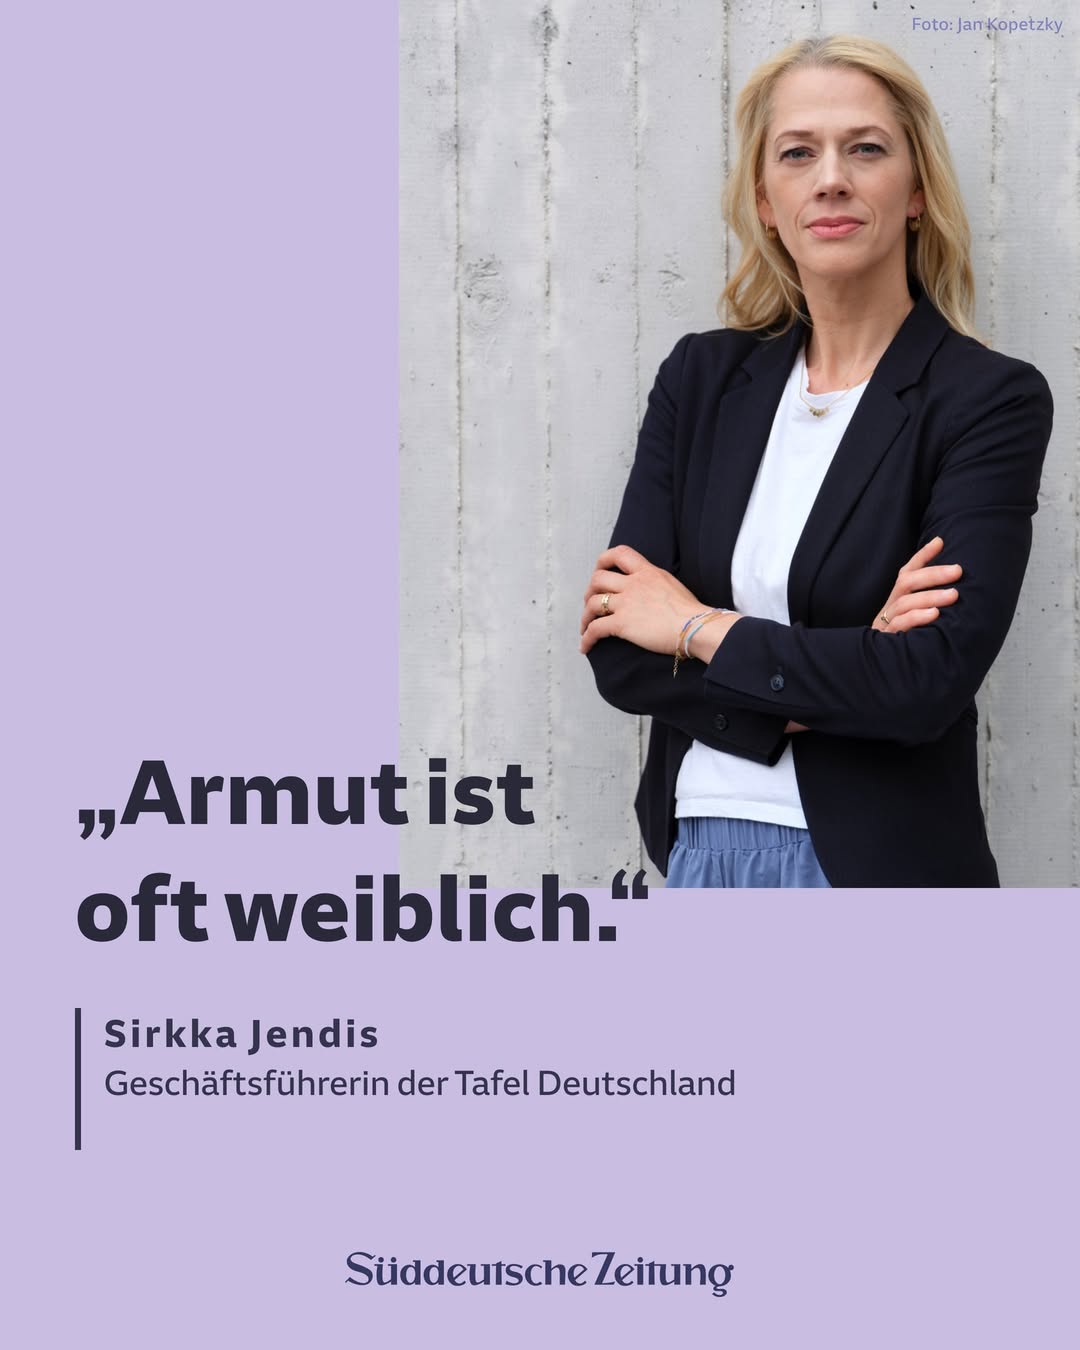 Foto: Jan Kopetzky
„Armut ist
oft weiblich.“
Sirkka Jendis
Geschäftsführerin der Tafel Deutschland
Süddeutsche Zeitung